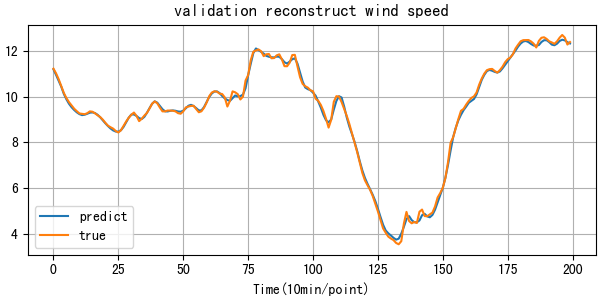 validation reconstruct wind speed
12
10
8
6
4
predict
true
0 25 50 75 100 125 150 175 200
Time(10min/point)